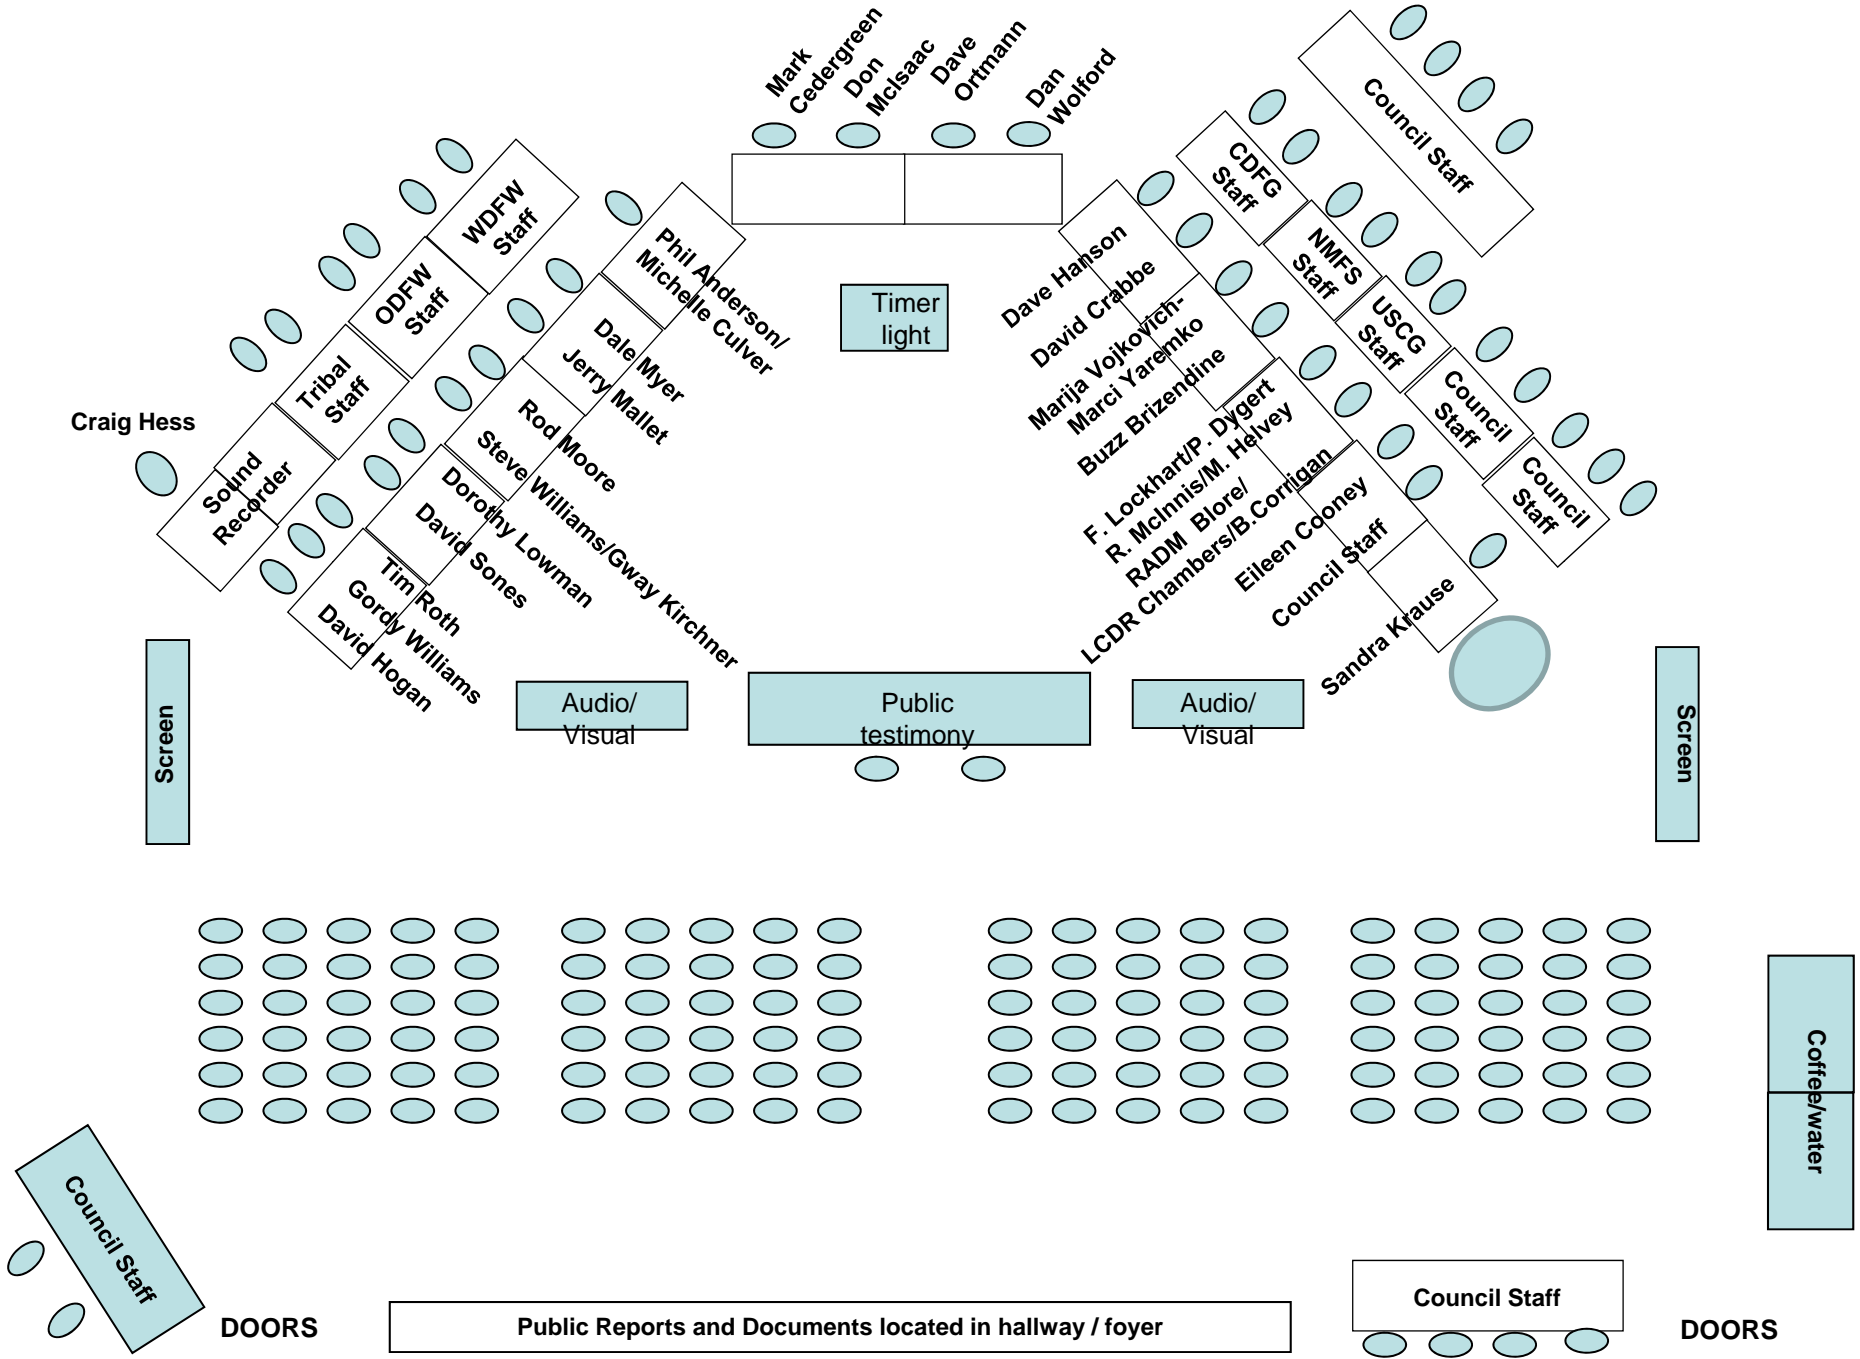 Mark
Cedergreen
Don
McIsaac
Dave
Ortmann
Dan
Wolford
Council Staff
CDFG
Staff
NMFS
Staff
USCG
Staff
Council
Staff
Council
Staff
WDFW
Staff
ODFW
Staff
Tribal
Staff
Craig Hess
Sound
Recorder
Phil Anderson/
Michelle Culver
Dale Myer
Jerry Mallet
Rod Moore
Steve Williams/Gway Kirchner
Dorothy Lowman
David Sones
Tim Roth
Gordy Williams
David Hogan
Timer
light
Dave Hanson
David Crabbe
Marija Vojkovich-
Marci Yaremko
Buzz Brizendine
F. Lockhart/P. Dygert
R. McInnis/M. Helvey
RADM Blore/
LCDR Chambers/B.Corrigan
Eileen Cooney
Council Staff
Sandra Krause
Screen
Audio/
Visual
Public
testimony
Audio/
Visual
Screen
Coffee/water
Council Staff
DOORS
Public Reports and Documents located in hallway / foyer
Council Staff
DOORS